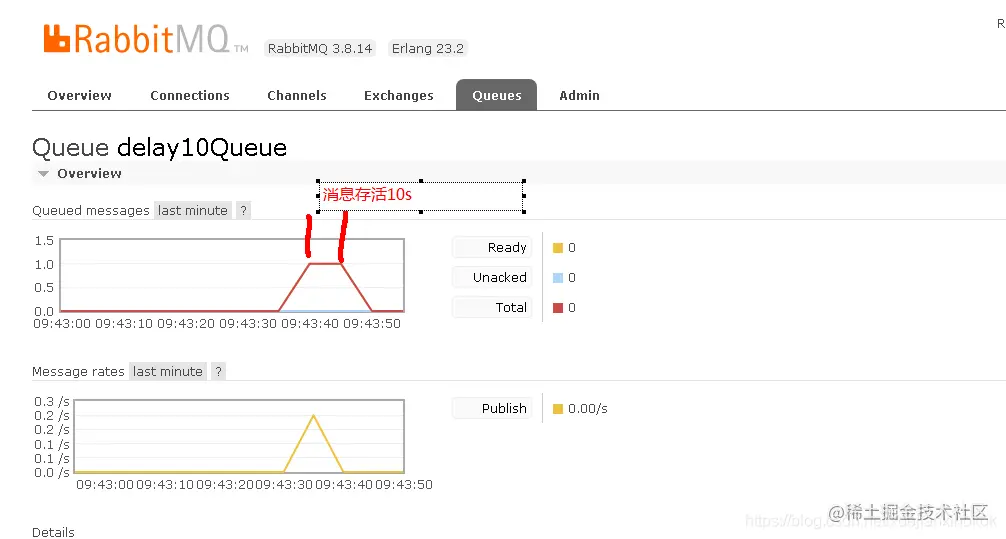 R
RabbitMQ TM RabbitMQ 3.8.14 Erlang 23.2
Overview Connections Channels Exchanges Queues Admin
Queue delay10Queue
Overview
消息存活10s
Queued messages last minute ?
1.5
1.0
0.5
0.0
09:43:00 09:43:10 09:43:20 09:43:30 09:43:40 09:43:50
Ready 0
Unacked 0
Total 0
Message rates last minute ?
0.3 /s
0.2 /s
0.2 /s
0.1 /s
0.1 /s
0.0 /s
09:43:00 09:43:10 09:43:20 09:43:30 09:43:40 09:43:50
Publish 0.00/s
@稀土掘金技术社区
Details